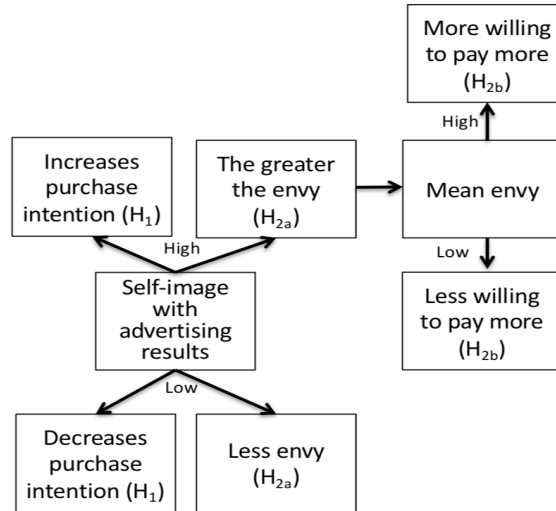 More willing
to pay more
(H2b)
High
Increases
purchase
intention (H1)
The greater
the envy
(H2a)
Mean envy
High
Low
Self-image
with
advertising
results
Less willing
to pay more
(H2b)
Low
Decreases
purchase
intention (H1)
Less envy
(H2a)